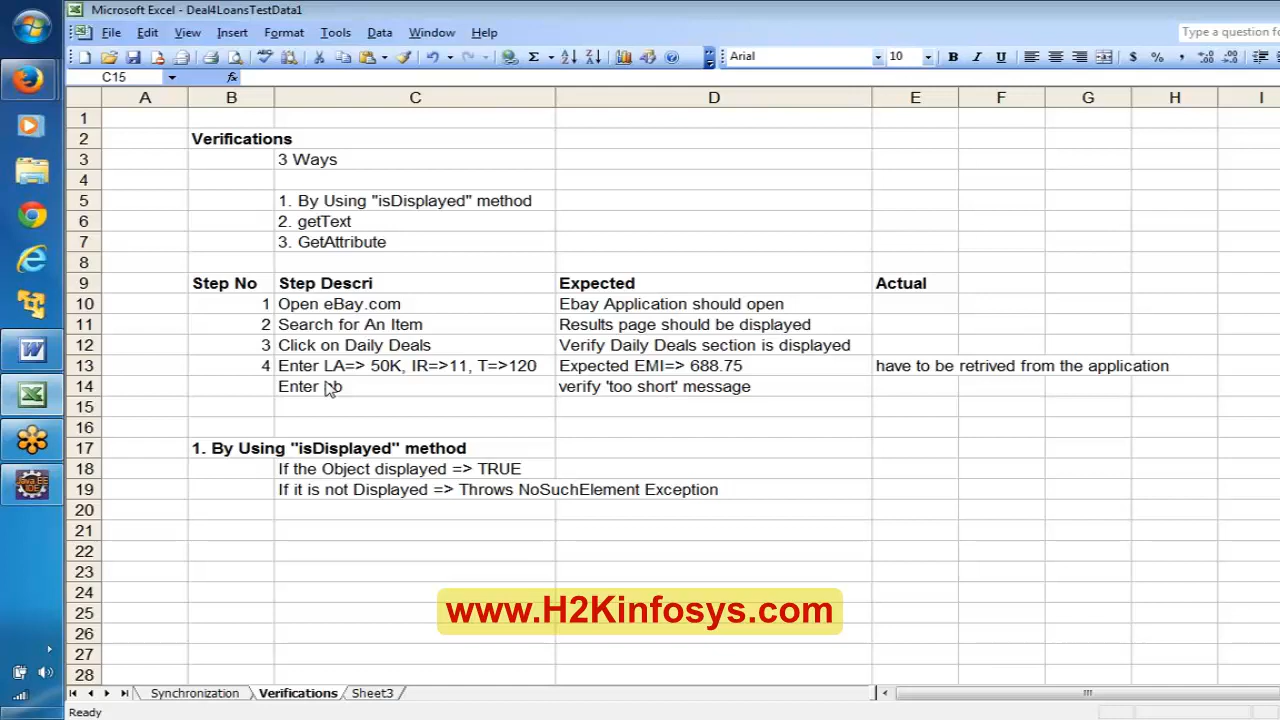 Microsoft Excel - Deal4LoansTestData1
File Edit View Insert Format Tools Data Window Help
Type a question fo
Arial 10 B I U $ %
C15 fx
A B C D E F G H I
1
2 Verifications
3 3 Ways
4
5 1. By Using "isDisplayed" method
6 2. getText
7 3. GetAttribute
8
9 Step No Step Descri Expected Actual
10 1 Open eBay.com Ebay Application should open
11 2 Search for An Item Results page should be displayed
12 3 Click on Daily Deals Verify Daily Deals section is displayed
13 4 Enter LA=> 50K, IR=>11, T=>120 Expected EMI=> 688.75 have to be retrived from the application
14 Enter verify 'too short' message
15
16
17 1. By Using "isDisplayed" method
18 If the Object displayed => TRUE
19 If it is not Displayed => Throws NoSuchElement Exception
20
21
22
23
24
25
26
27
28
www.H2Kinfosys.com
Synchronization Verifications Sheet3
Ready